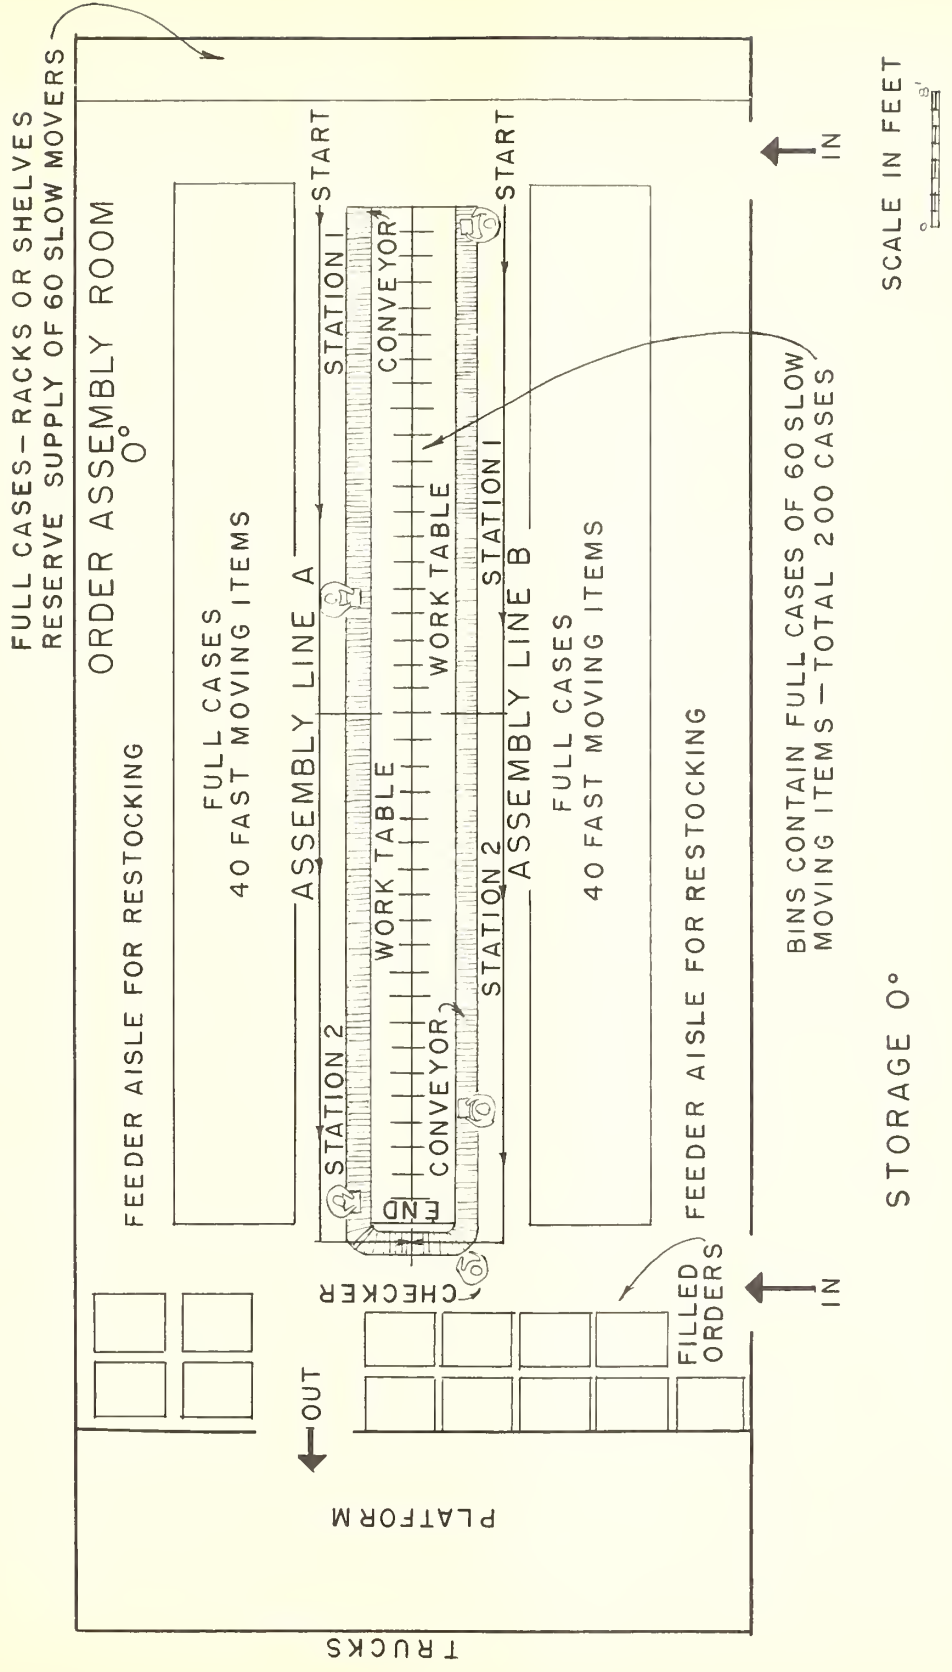 FULL CASES-RACKS OR SHELVES
RESERVE SUPPLY OF 60 SLOW MOVERS
ORDER ASSEMBLY ROOM
0°
FEEDER AISLE FOR RESTOCKING
FULL CASES
40 FAST MOVING ITEMS
ASSEMBLY LINE A
START
STATION 1
STATION 2
CONVEYOR
WORK TABLE
WORK TABLE
CONVEYOR
END
STATION 1
STATION 2
START
ASSEMBLY LINE B
FULL CASES
40 FAST MOVING ITEMS
FEEDER AISLE FOR RESTOCKING
CHECKER
FILLED
ORDERS
OUT
PLATFORM
TRUCKS
IN
IN
BINS CONTAIN FULL CASES OF 60 SLOW
MOVING ITEMS - TOTAL 200 CASES
STORAGE 0°
SCALE IN FEET
0 8'